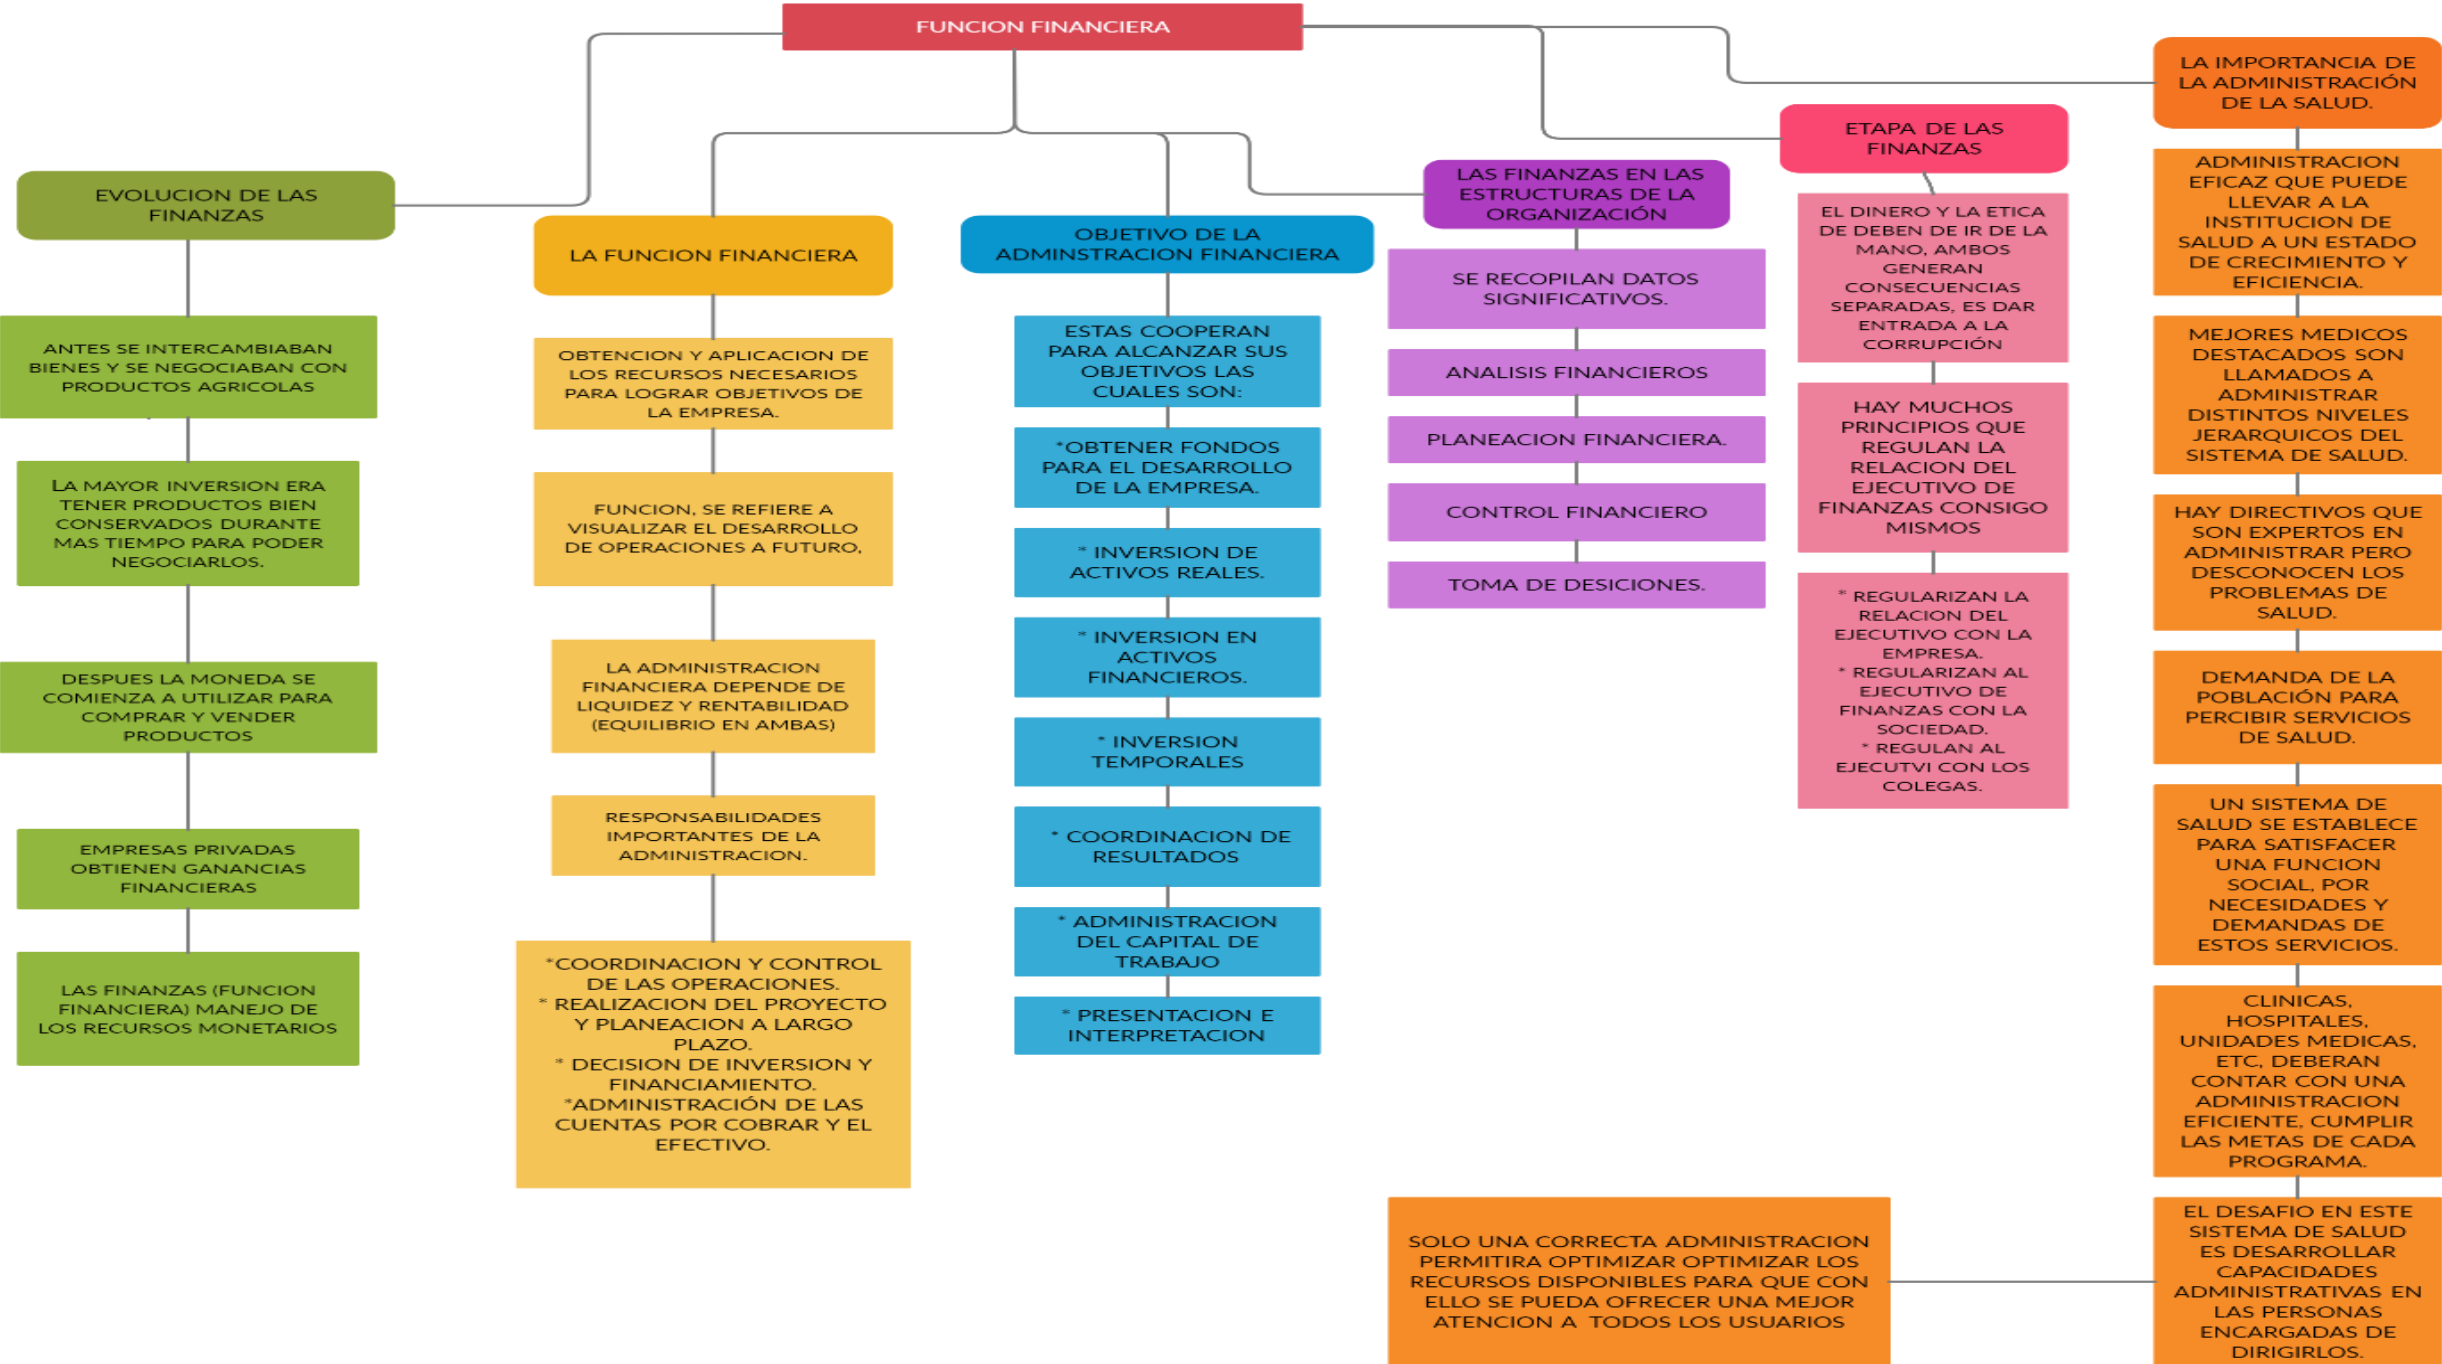 FUNCION FINANCIERA
EVOLUCION DE LAS
FINANZAS
ANTES SE INTERCAMBIABAN
BIENES Y SE NEGOCIABAN CON
PRODUCTOS AGRICOLAS
LA MAYOR INVERSION ERA
TENER PRODUCTOS BIEN
CONSERVADOS DURANTE
MAS TIEMPO PARA PODER
NEGOCIARLOS.
DESPUES LA MONEDA SE
COMIENZA A UTILIZAR PARA
COMPRAR Y VENDER
PRODUCTOS
EMPRESAS PRIVADAS
OBTIENEN GANANCIAS
FINANCIERAS
LAS FINANZAS (FUNCION
FINANCIERA) MANEJO DE
LOS RECURSOS MONETARIOS
LA FUNCION FINANCIERA
OBTENCION Y APLICACION DE
LOS RECURSOS NECESARIOS
PARA LOGRAR OBJETIVOS DE
LA EMPRESA.
FUNCION, SE REFIERE A
VISUALIZAR EL DESARROLLO
DE OPERACIONES A FUTURO,
LA ADMINISTRACION
FINANCIERA DEPENDE DE
LIQUIDEZ Y RENTABILIDAD
(EQUILIBRIO EN AMBAS)
RESPONSABILIDADES
IMPORTANTES DE LA
ADMINISTRACION.
*COORDINACION Y CONTROL
DE LAS OPERACIONES.
* REALIZACION DEL PROYECTO
Y PLANEACION A LARGO
PLAZO.
* DECISION DE INVERSION Y
FINANCIAMIENTO.
*ADMINISTRACIÓN DE LAS
CUENTAS POR COBRAR Y EL
EFECTIVO.
OBJETIVO DE LA
ADMINSTRACION FINANCIERA
ESTAS COOPERAN
PARA ALCANZAR SUS
OBJETIVOS LAS
CUALES SON:
*OBTENER FONDOS
PARA EL DESARROLLO
DE LA EMPRESA.
* INVERSION DE
ACTIVOS REALES.
* INVERSION EN
ACTIVOS
FINANCIEROS.
* INVERSION
TEMPORALES
* COORDINACION DE
RESULTADOS
* ADMINISTRACION
DEL CAPITAL DE
TRABAJO
* PRESENTACION E
INTERPRETACION
LAS FINANZAS EN LAS
ESTRUCTURAS DE LA
ORGANIZACIÓN
SE RECOPILAN DATOS
SIGNIFICATIVOS.
ANALISIS FINANCIEROS
PLANEACION FINANCIERA.
CONTROL FINANCIERO
TOMA DE DESICIONES.
ETAPA DE LAS
FINANZAS
EL DINERO Y LA ETICA
DE DEBEN DE IR DE LA
MANO, AMBOS
GENERAN
CONSECUENCIAS
SEPARADAS, ES DAR
ENTRADA A LA
CORRUPCIÓN
HAY MUCHOS
PRINCIPIOS QUE
REGULAN LA
RELACION DEL
EJECUTIVO DE
FINANZAS CONSIGO
MISMOS
* REGULARIZAN LA
RELACION DEL
EJECUTIVO CON LA
EMPRESA.
* REGULARIZAN AL
EJECUTIVO DE
FINANZAS CON LA
SOCIEDAD.
* REGULAN AL
EJECUTVI CON LOS
COLEGAS.
LA IMPORTANCIA DE
LA ADMINISTRACIÓN
DE LA SALUD.
ADMINISTRACION
EFICAZ QUE PUEDE
LLEVAR A LA
INSTITUCION DE
SALUD A UN ESTADO
DE CRECIMIENTO Y
EFICIENCIA.
MEJORES MEDICOS
DESTACADOS SON
LLAMADOS A
ADMINISTRAR
DISTINTOS NIVELES
JERARQUICOS DEL
SISTEMA DE SALUD.
HAY DIRECTIVOS QUE
SON EXPERTOS EN
ADMINISTRAR PERO
DESCONOCEN LOS
PROBLEMAS DE
SALUD.
DEMANDA DE LA
POBLACIÓN PARA
PERCIBIR SERVICIOS
DE SALUD.
UN SISTEMA DE
SALUD SE ESTABLECE
PARA SATISFACER
UNA FUNCION
SOCIAL, POR
NECESIDADES Y
DEMANDAS DE
ESTOS SERVICIOS.
CLINICAS,
HOSPITALES,
UNIDADES MEDICAS,
ETC, DEBERAN
CONTAR CON UNA
ADMINISTRACION
EFICIENTE, CUMPLIR
LAS METAS DE CADA
PROGRAMA.
EL DESAFIO EN ESTE
SISTEMA DE SALUD
ES DESARROLLAR
CAPACIDADES
ADMINISTRATIVAS EN
LAS PERSONAS
ENCARGADAS DE
DIRIGIRLOS.
SOLO UNA CORRECTA ADMINISTRACION
PERMITIRA OPTIMIZAR OPTIMIZAR LOS
RECURSOS DISPONIBLES PARA QUE CON
ELLO SE PUEDA OFRECER UNA MEJOR
ATENCION A TODOS LOS USUARIOS